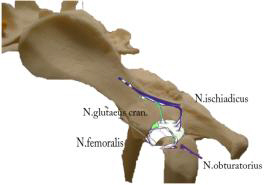 N.ischiadicus
N.glutaeus cran.
N.femoralis
N.obturatorius